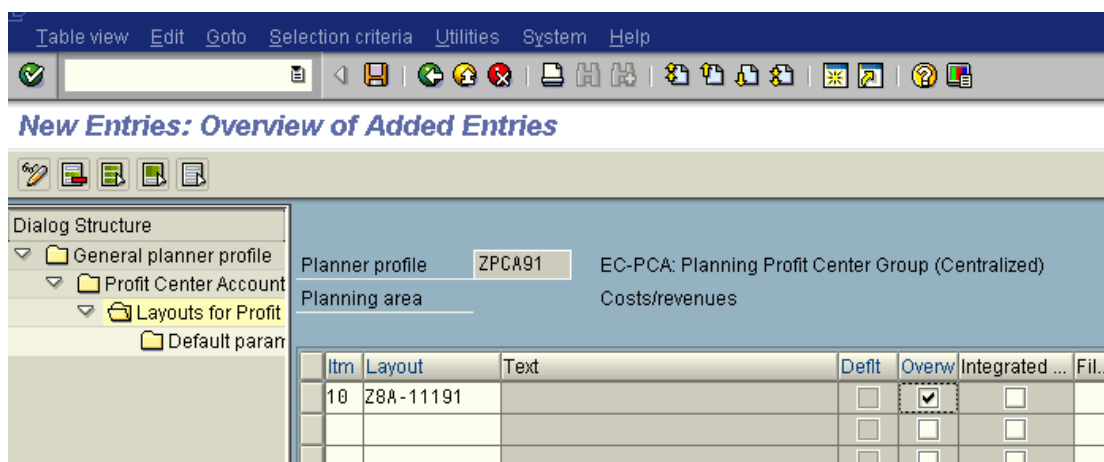 Table view Edit Goto Selection criteria Utilities System Help
New Entries: Overview of Added Entries
Dialog Structure
General planner profile
Profit Center Account
Layouts for Profit
Default param
Planner profile ZPCA91 EC-PCA: Planning Profit Center Group (Centralized)
Planning area Costs/revenues
Itm Layout Text Deflt Overw Integrated ... Fil..
10 Z8A-11191